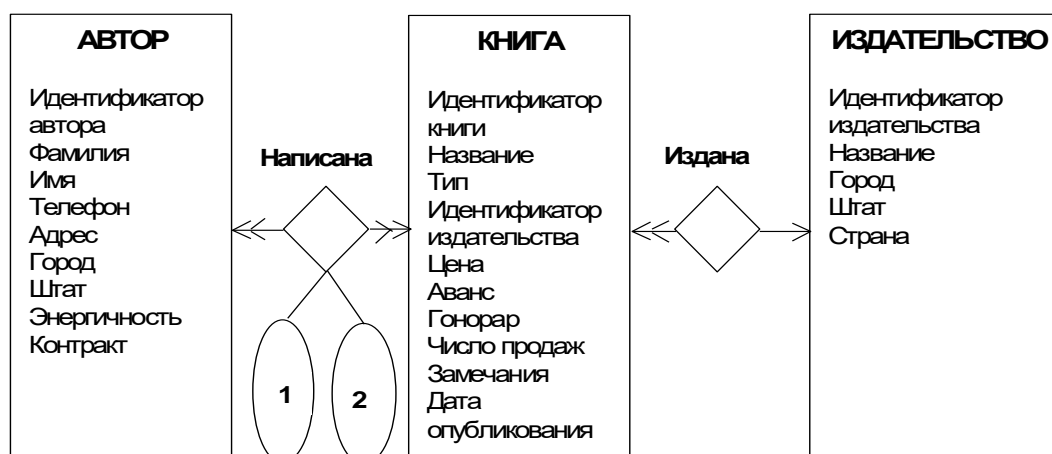 АВТОР
Идентификатор
автора
Фамилия
Имя
Телефон
Адрес
Город
Штат
Энергичность
Контракт
Написана
1
2
КНИГА
Идентификатор
книги
Название
Тип
Идентификатор
издательства
Цена
Аванс
Гонорар
Число продаж
Замечания
Дата
опубликования
Издана
ИЗДАТЕЛЬСТВО
Идентификатор
издательства
Название
Город
Штат
Страна